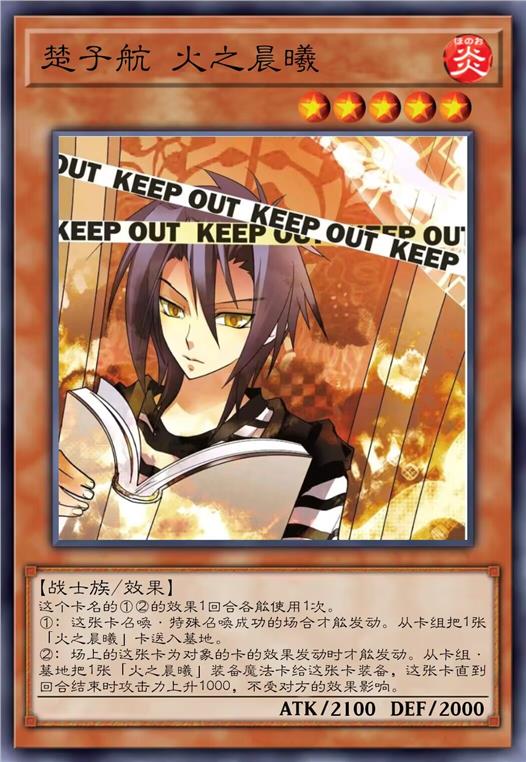 楚子航 火之晨曦
ほのお
炎
OUT KEEP OUT KEEP OUT KEEP
KEEP OUT KEEP OUT KEEP OUT
【战士族/效果】
这个卡名的①②的效果1回合各能使用1次。
①：这张卡召唤·特殊召唤成功的场合才能发动。从卡组把1张
「火之晨曦」卡送入墓地。
②：场上的这张卡为对象的卡的效果发动时才能发动。从卡组·
墓地把1张「火之晨曦」装备魔法卡给这张卡装备，这张卡直到
回合结束时攻击力上升1000，不受对方的效果影响。
ATK/2100 DEF/2000